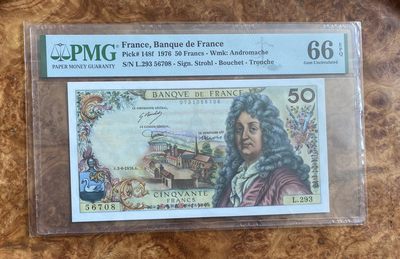 PMG
PAPER MONEY GUARANTY
France, Banque de France
Pick# 148f 1976 50 Francs - Wmk: Andromache
S/N L.293 56708 - Sign. Strohl - Bouchet - Tronche
66 EPQ
Gem Uncirculated
BANQUE DE FRANCE
50
CINQUANTE
FRANCS
56708
L.293